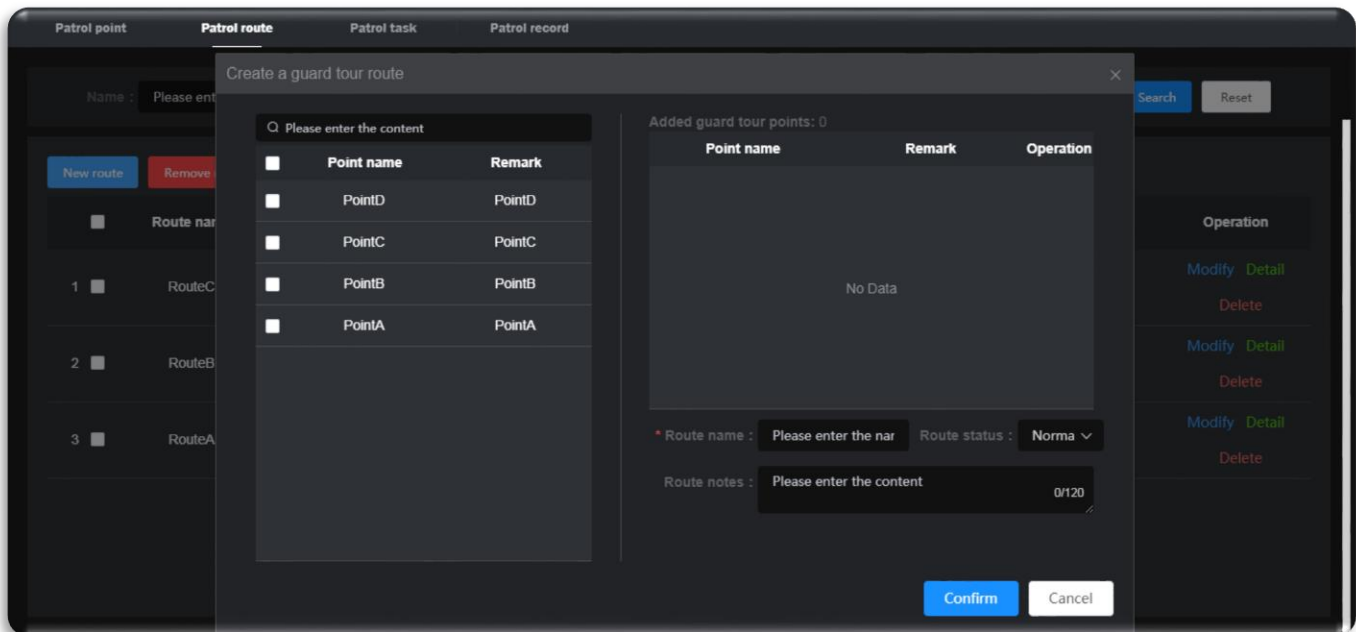 Patrol point Patrol route Patrol task Patrol record
Create a guard tour route ×
Name : Please ent Search Reset
Please enter the content
Added guard tour points: 0
Point name Remark
Point name Remark Operation
New route Remove
PointD PointD
Route nar Operation
PointC PointC
1 RouteC Modify Detail
PointB PointB
No Data
Delete
PointA PointA
2 RouteB Modify Detail
Delete
3 RouteA Modify Detail
* Route name : Please enter the nar Route status : Norma
Delete
Route notes : Please enter the content
0/120
Confirm Cancel